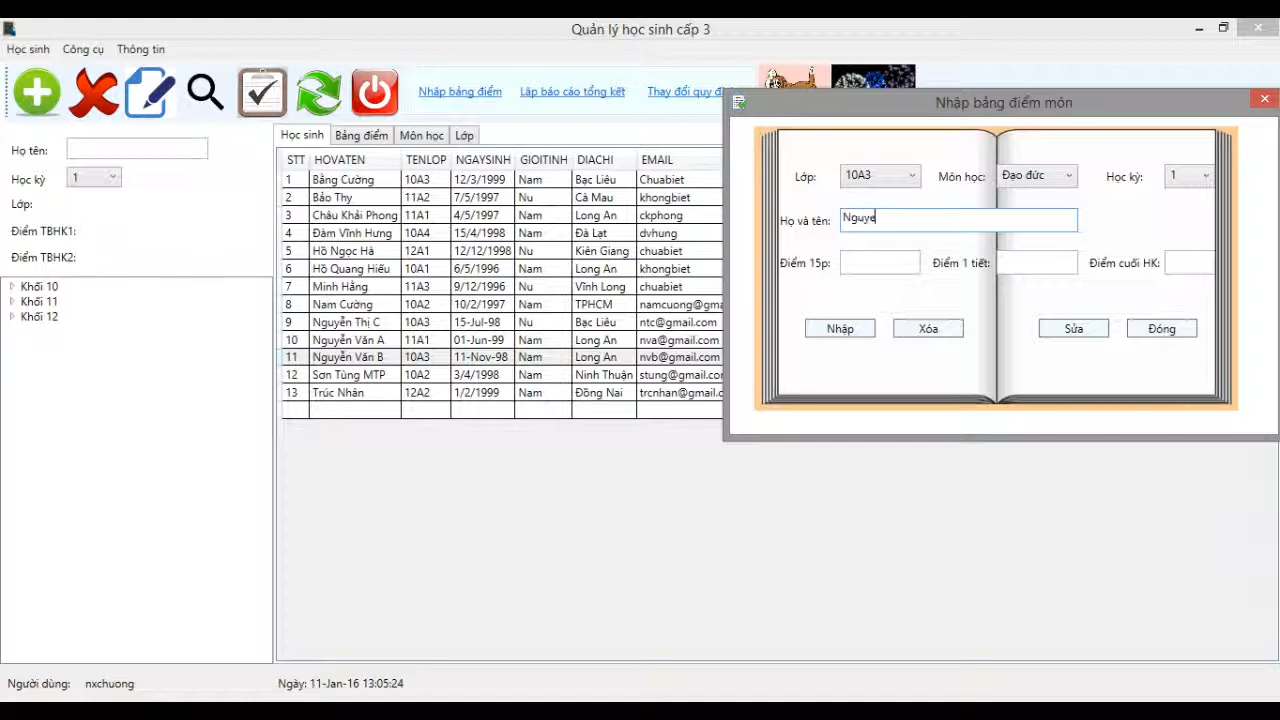 Quản lý học sinh cấp 3
Học sinh Công cụ Thông tin
Nhập bảng điểm Lập báo cáo tổng kết Thay đổi quy đị
Nhập bảng điểm môn
Họ tên:
Học kỳ 1
Lớp:
Điểm TBHK1:
Điểm TBHK2:
Khối 10
Khối 11
Khối 12
Học sinh Bảng điểm Môn học Lớp
STT HOVATEN TENLOP NGAYSINH GIOITINH DIACHI EMAIL
1 Bằng Cường 10A3 12/3/1999 Nam Bạc Liêu Chuabiet
2 Bảo Thy 11A2 7/5/1997 Nu Cà Mau khongbiet
3 Châu Khải Phong 11A1 4/5/1997 Nam Long An ckphong
4 Đàm Vĩnh Hưng 10A4 15/4/1998 Nam Đà Lạt dvhung
5 Hồ Ngọc Hà 12A1 12/12/1998 Nu Kiên Giang chuabiet
6 Hồ Quang Hiếu 10A1 6/5/1996 Nam Long An khongbiet
7 Minh Hằng 11A3 9/12/1996 Nu Vĩnh Long chuabiet
8 Nam Cường 10A2 10/2/1997 Nam TPHCM namcuong@gma
9 Nguyễn Thị C 10A3 15-Jul-98 Nu Bạc Liêu ntc@gmail.com
10 Nguyễn Văn A 11A1 01-Jun-99 Nam Long An nva@gmail.com
11 Nguyễn Văn B 10A3 11-Nov-98 Nam Long An nvb@gmail.com
12 Sơn Tùng MTP 10A2 3/4/1998 Nam Ninh Thuận stung@gmail.co
13 Trúc Nhân 12A2 1/2/1999 Nam Đồng Nai trcnhan@gmail.c
Lớp: 10A3 Môn học: Đạo đức Học kỳ: 1
Họ và tên: Nguye
Điểm 15p: Điểm 1 tiết: Điểm cuối HK:
Nhập Xóa Sửa Đóng
Người dùng: nxchuong Ngày: 11-Jan-16 13:05:24